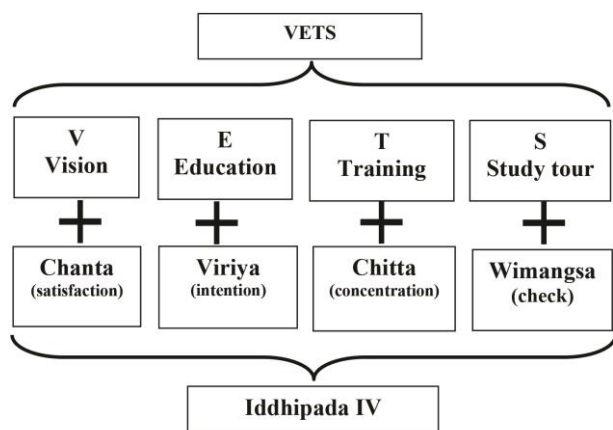 VETS
V
Vision
E
Education
T
Training
S
Study tour
Chanta
(satisfaction)
Viriya
(intention)
Chitta
(concentration)
Wimangsa
(check)
Iddhipada IV